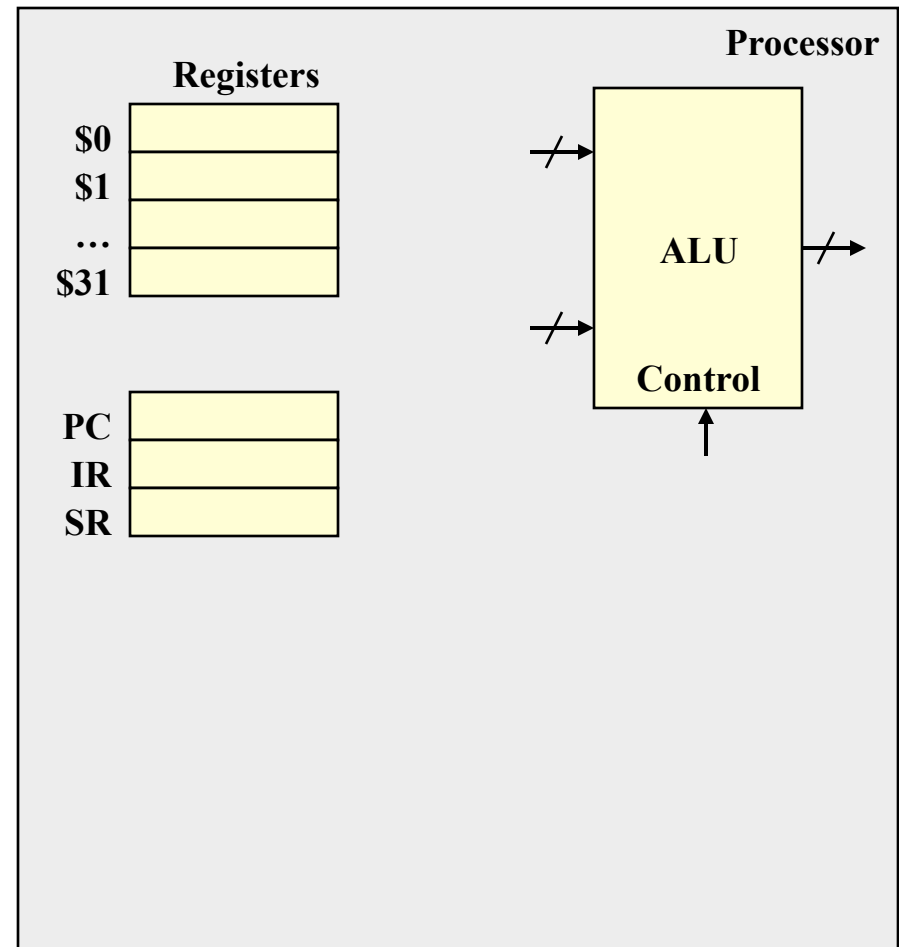 Processor
Registers
$0
$1
…
$31
ALU
Control
PC
IR
SR